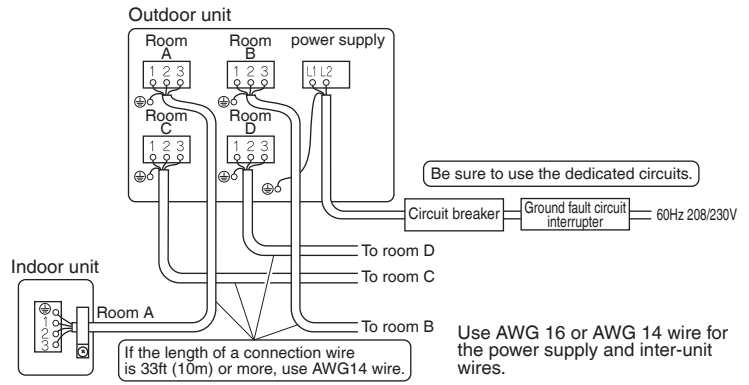 Outdoor unit
Room
A
Room
B
power supply
1 2 3
1 2 3
L1 L2
Room
C
Room
D
1 2 3
1 2 3
Be sure to use the dedicated circuits.
Circuit breaker
Ground fault circuit
interrupter
60Hz 208/230V
To room D
To room C
Indoor unit
Room A
1
2
3
To room B
If the length of a connection wire
is 33ft (10m) or more, use AWG14 wire.
Use AWG 16 or AWG 14 wire for
the power supply and inter-unit
wires.